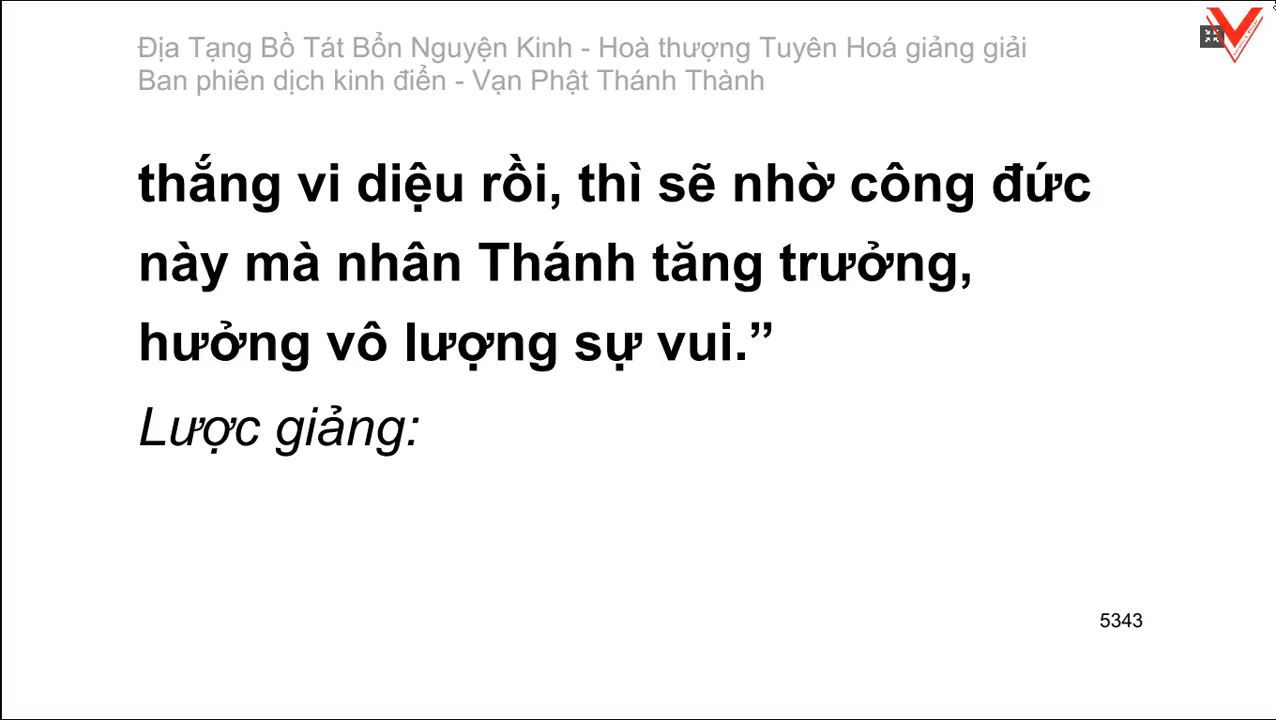 Địa Tạng Bồ Tát Bổn Nguyện Kinh - Hoà thượng Tuyên Hoá giảng giải
Ban phiên dịch kinh điển - Vạn Phật Thánh Thành
thắng vi diệu rồi, thì sẽ nhờ công đức
này mà nhân Thánh tăng trưởng,
hưởng vô lượng sự vui.”
Lược giảng:
5343